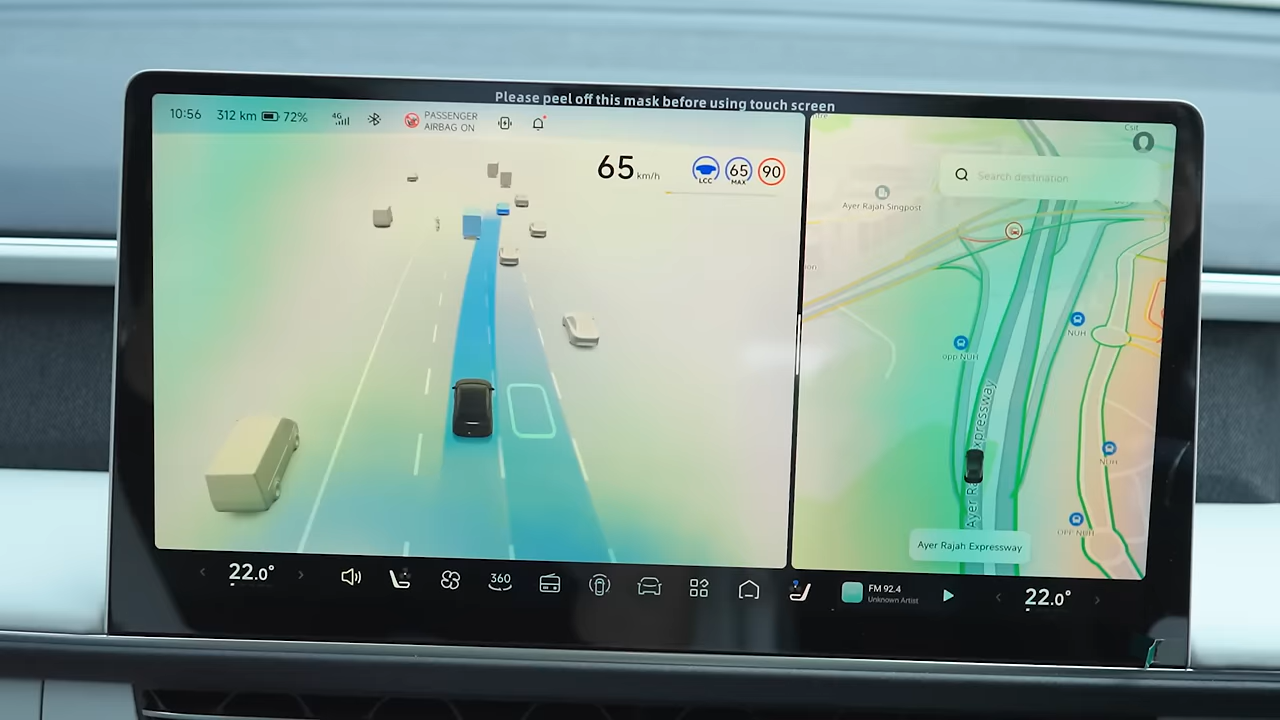 Please peel off this mask before using touch screen
10:56 312 km 72% 4G
PASSENGER
AIRBAG ON
65 km/h
LCC
65
MAX
90
Csit
Search destination
Ayer Rajah Singpost
NUH
opp NUH
Expressway
NUH
Ayer R
OPP NUH
Ayer Rajah Expressway
22.0°
360
FM 92.4
Unknown Artist
22.0°